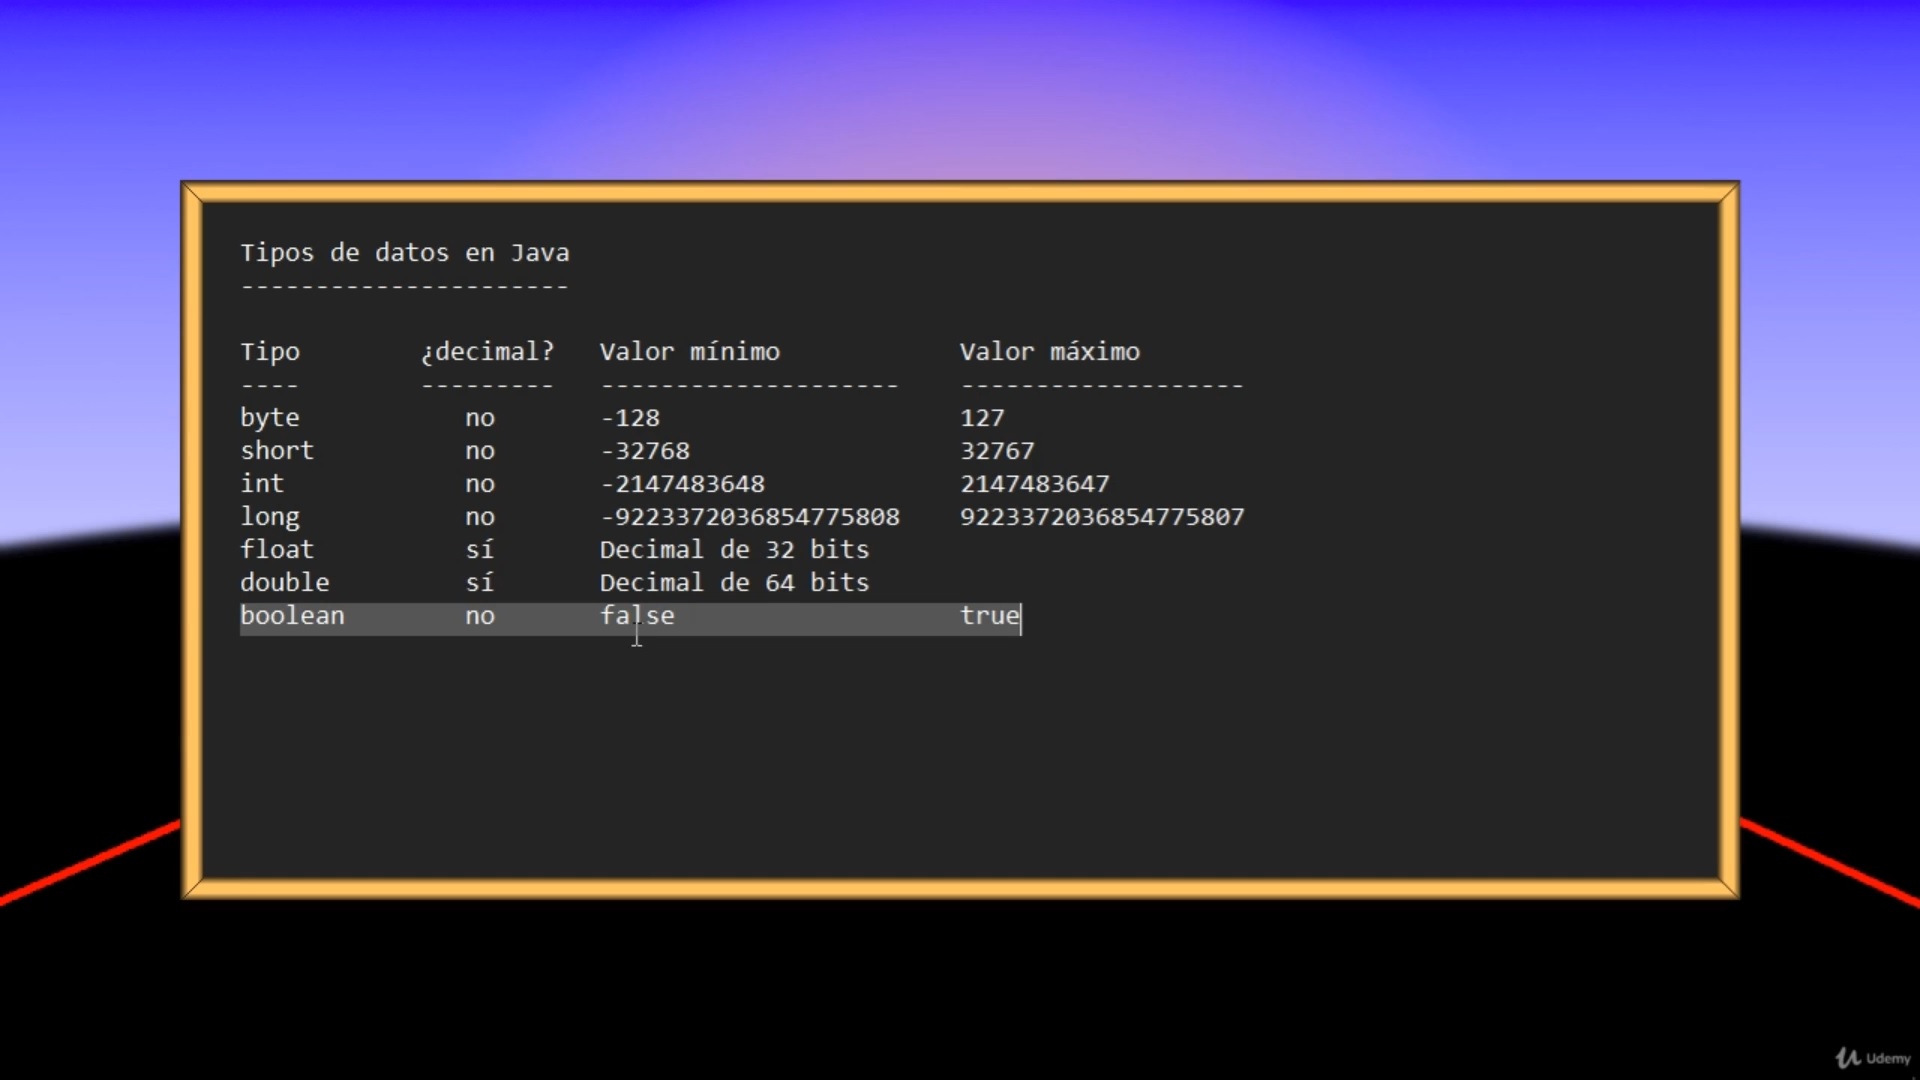 Tipos de datos en Java
----------------------
Tipo ¿decimal? Valor mínimo Valor máximo
---- --------- -------------------- -------------------
byte no -128 127
short no -32768 32767
int no -2147483648 2147483647
long no -9223372036854775808 9223372036854775807
float sí Decimal de 32 bits
double sí Decimal de 64 bits
boolean no false true
Udemy